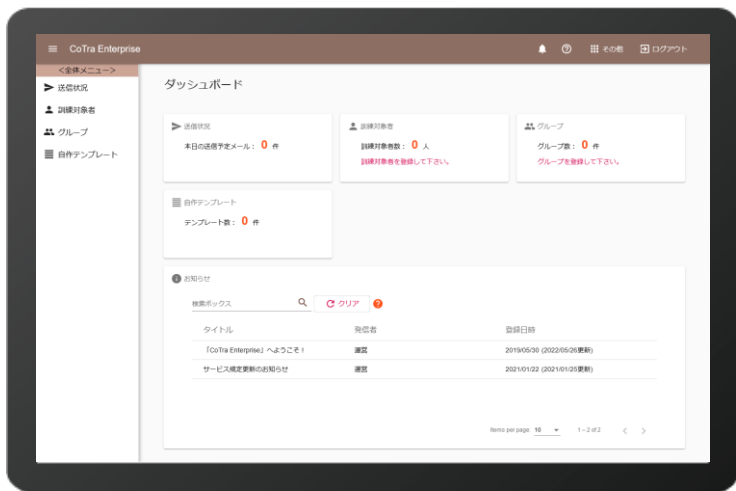 CoTra Enterprise
その他
ログアウト
<全体メニュー>
送信状況
訓練対象者
グループ
自作テンプレート
ダッシュボード
送信状況
本日の送信予定メール： 0 件
訓練対象者
訓練対象者数： 0 人
訓練対象者を登録して下さい。
グループ
グループ数： 0 件
グループを登録して下さい。
自作テンプレート
テンプレート数： 0 件
お知らせ
検索ボックス
クリア
タイトル 発信者 登録日時
「CoTra Enterprise」へようこそ！ 運営 2019/05/30 (2022/05/26更新)
サービス規定更新のお知らせ 運営 2021/01/22 (2021/01/25更新)
Items per page: 10 1 – 2 of 2